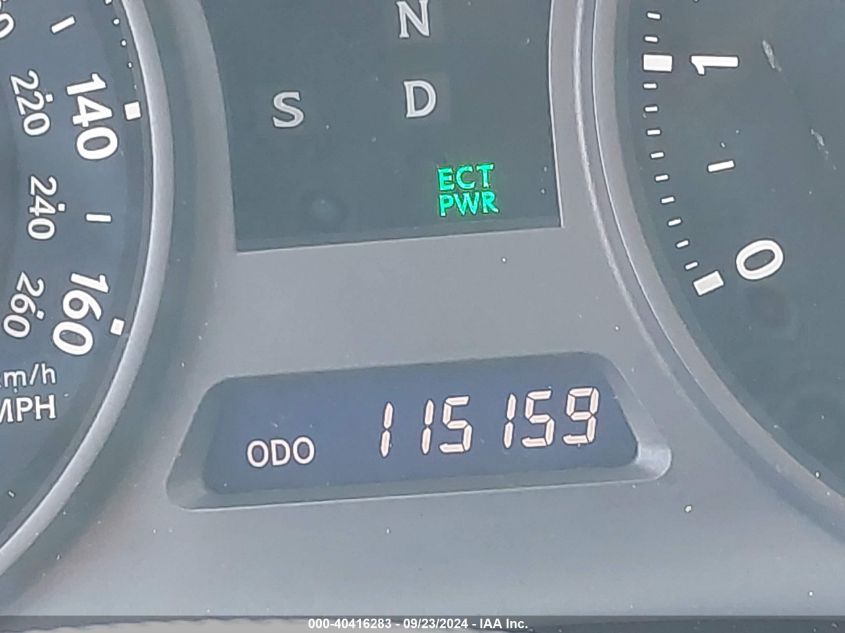 N
S D
ECT
PWR
220
140
240
260
160
MPH
1
0
ODO 115159
000-40416283 - 09/23/2024 - IAA Inc.